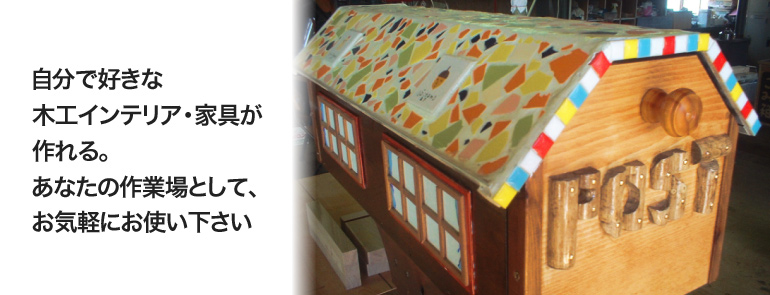 自分で好きな
木工インテリア・家具が
作れる。
あなたの作業場として、
お気軽にお使い下さい
POST